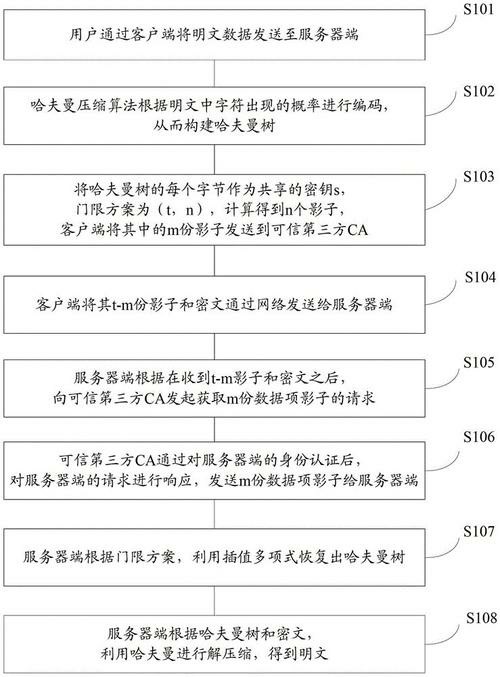 S101
用户通过客户端将明文数据发送至服务器端
S102
哈夫曼压缩算法根据明文中字符出现的概率进行编码，
从而构建哈夫曼树
S103
将哈夫曼树的每个字节作为共享的密钥s，
门限方案为（t，n），计算得到n个影子，
客户端将其中的m份影子发送到可信第三方CA
S104
客户端将其t-m份影子和密文通过网络发送给服务器端
S105
服务器端根据在收到t-m影子和密文之后，
向可信第三方CA发起获取m份数据项影子的请求
S106
可信第三方CA通过对服务器端的身份认证后，
对服务器端的请求进行响应，发送m份数据项影子给服务器端
S107
服务器端根据门限方案，利用插值多项式恢复出哈夫曼树
S108
服务器端根据哈夫曼树和密文，
利用哈夫曼进行解压缩，得到明文